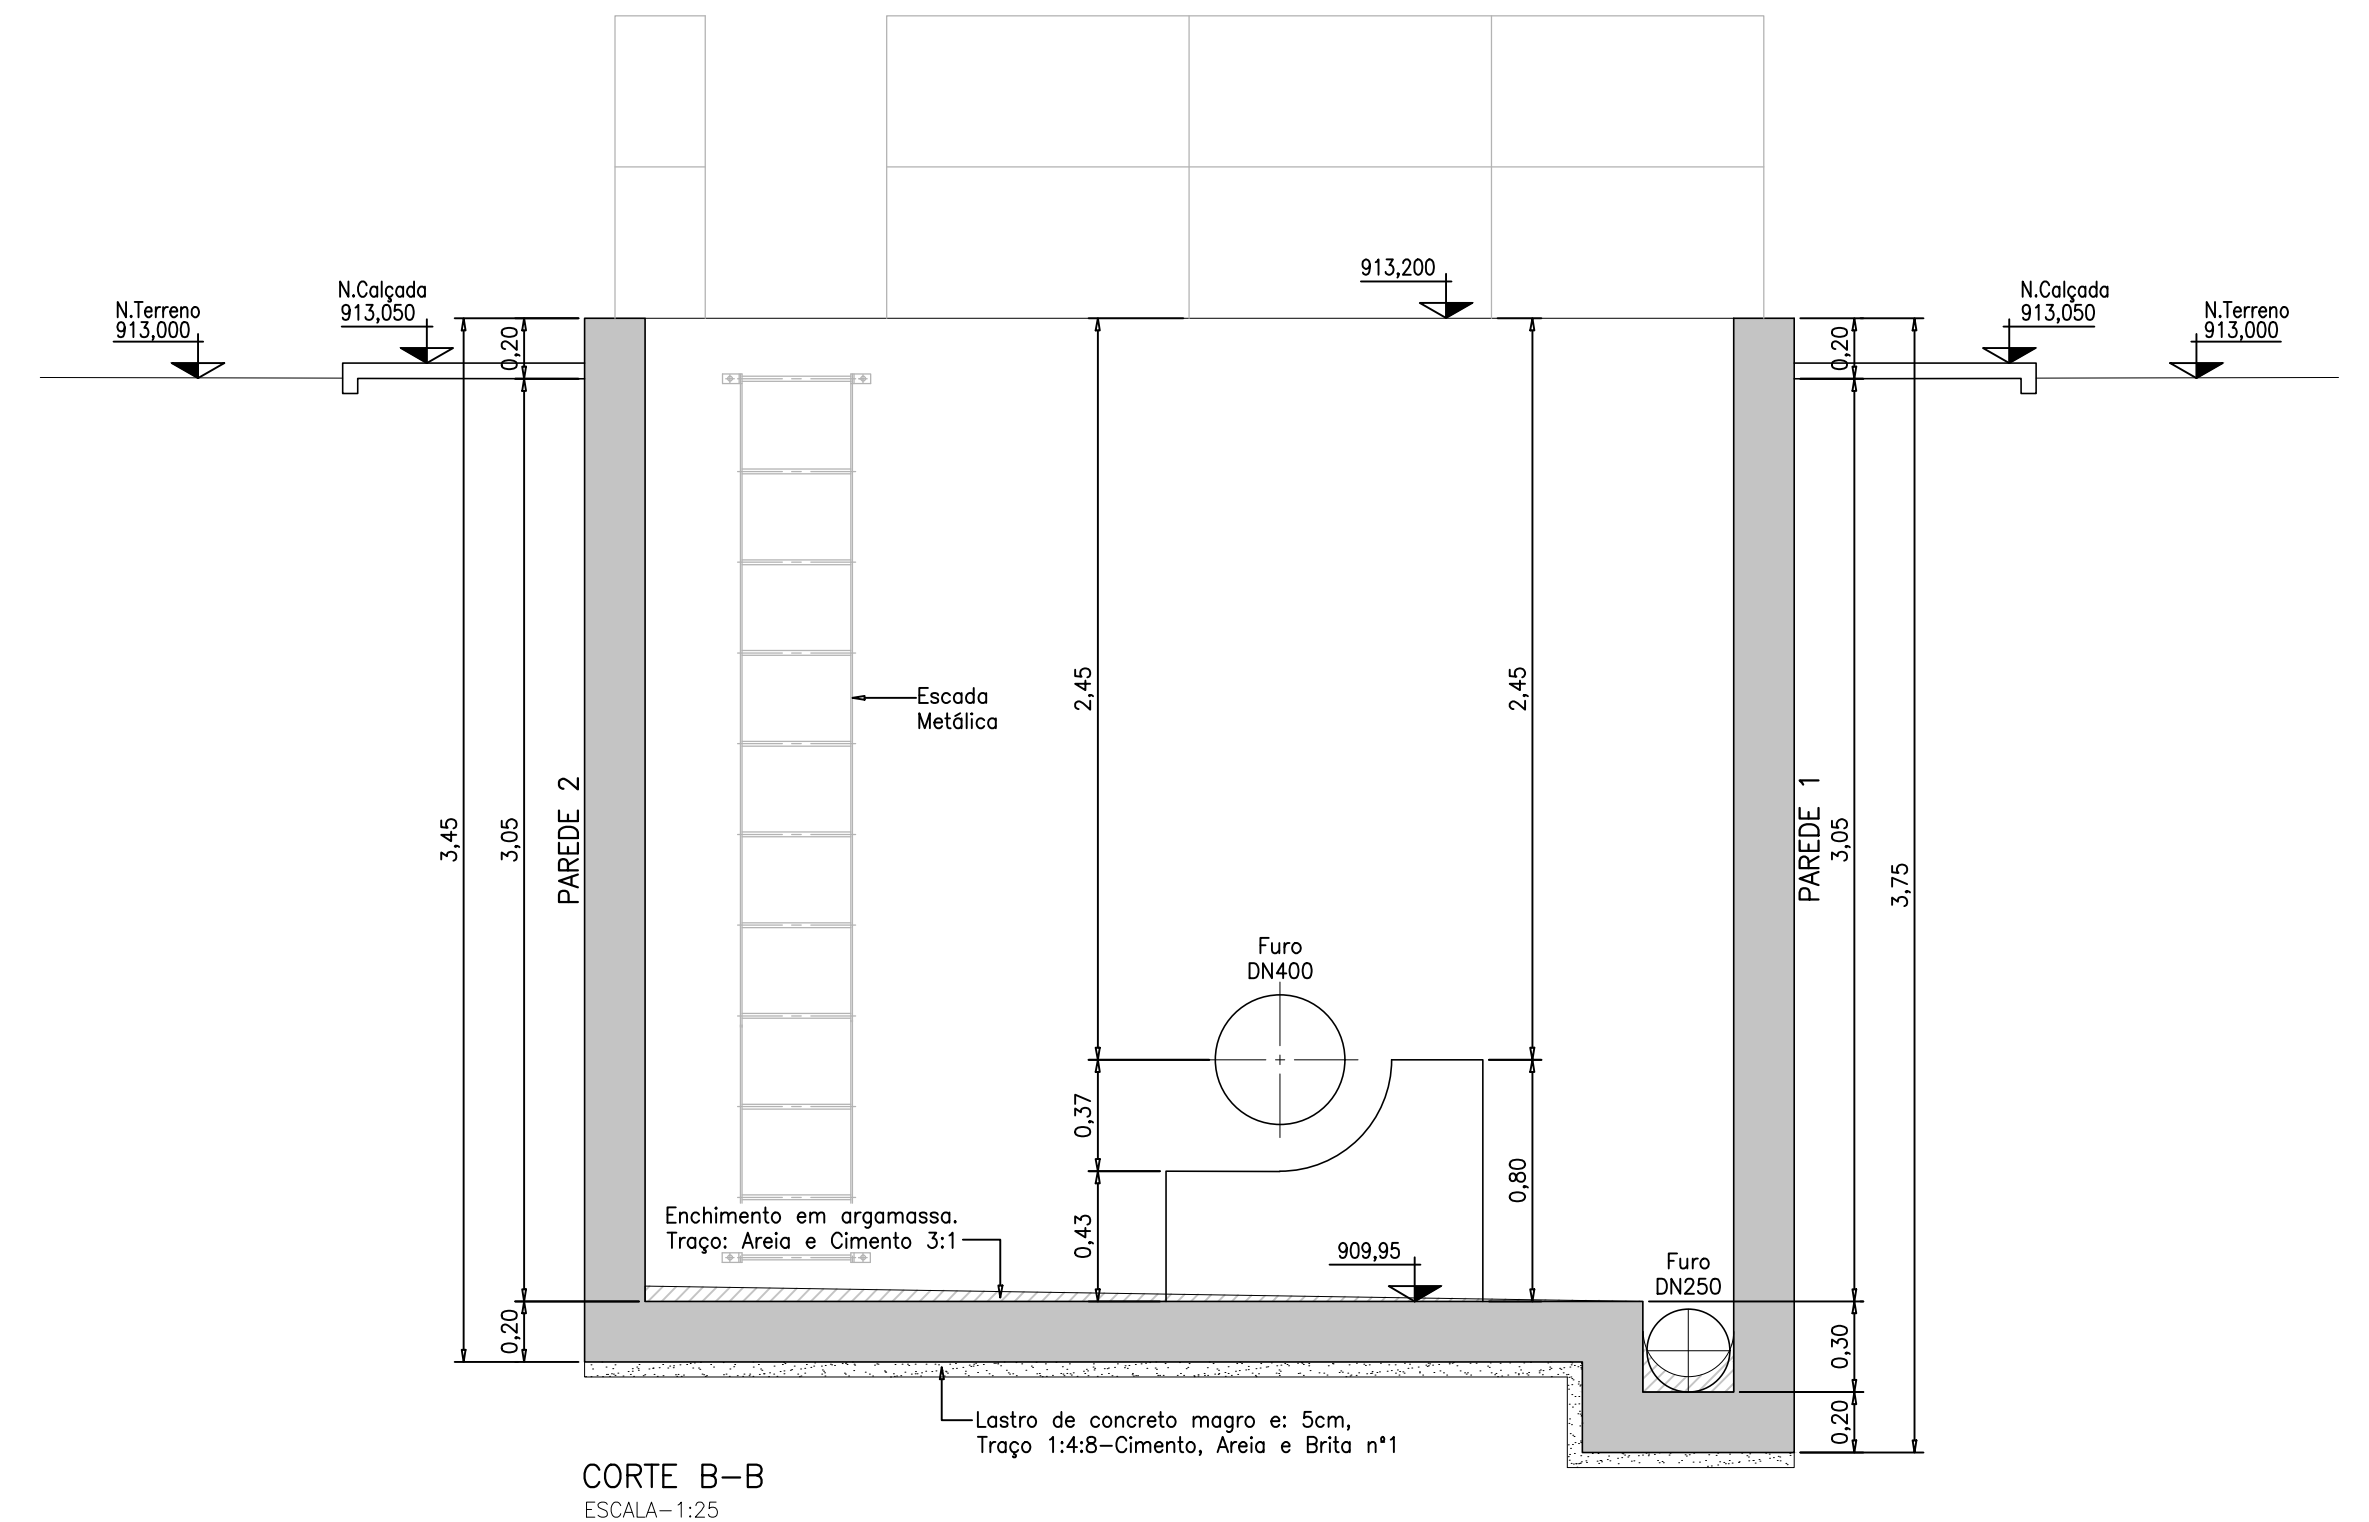 913,200
N.Calçada
913,050
N.Terreno
913,000
N.Calçada
913,050
N.Terreno
913,000
0,20
0,20
2,45
2,45
Escada
Metálica
PAREDE 2
PAREDE 1
3,45
3,05
3,05
3,75
Furo
DN400
0,37
0,80
0,43
Enchimento em argamassa.
Traço: Areia e Cimento 3:1
909,95
Furo
DN250
0,20
0,30
0,20
Lastro de concreto magro e: 5cm,
Traço 1:4:8-Cimento, Areia e Brita nº1
CORTE B-B
ESCALA-1:25